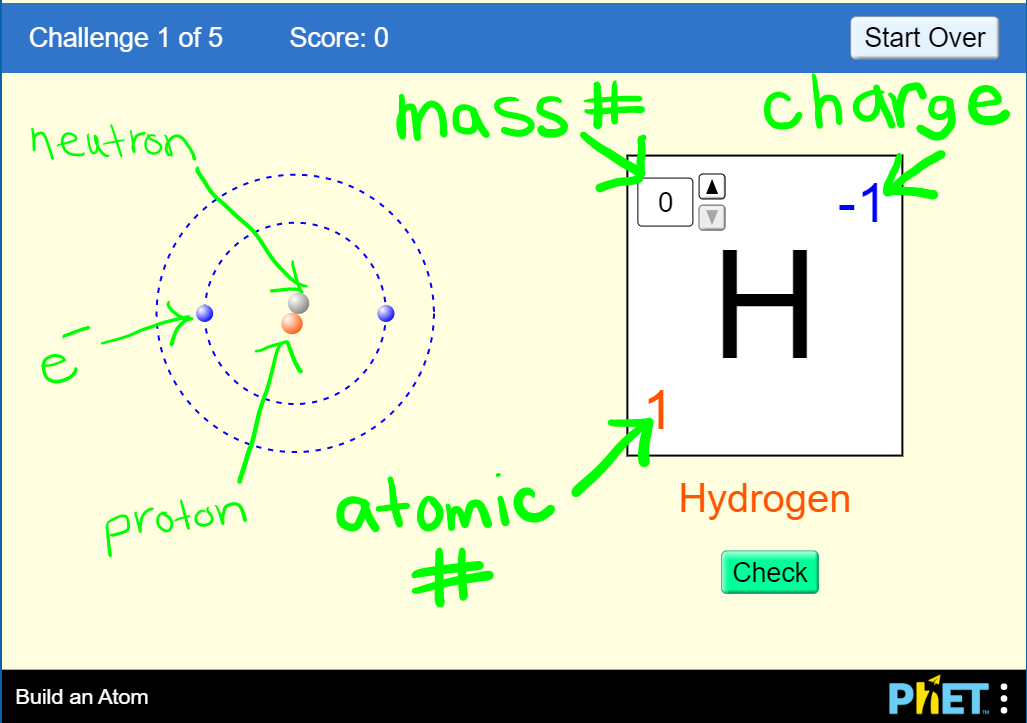 Challenge 1 of 5 Score: 0 Start Over
mass # charge
neutron
0 -1
H
e⁻
1
proton
atomic
#
Hydrogen
Check
Build an Atom PhET™